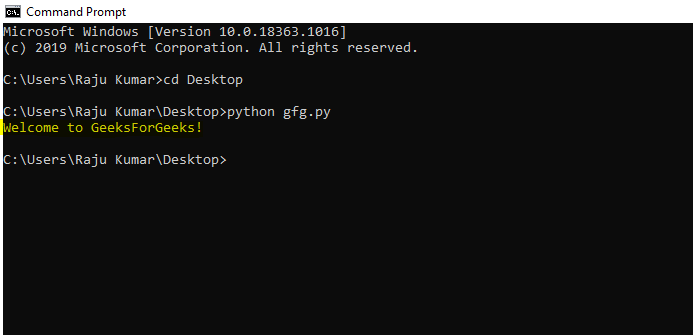 Command Prompt
Microsoft Windows [Version 10.0.18363.1016]
(c) 2019 Microsoft Corporation. All rights reserved.
C:\Users\Raju Kumar>cd Desktop
C:\Users\Raju Kumar\Desktop>python gfg.py
Welcome to GeeksForGeeks!
C:\Users\Raju Kumar\Desktop>